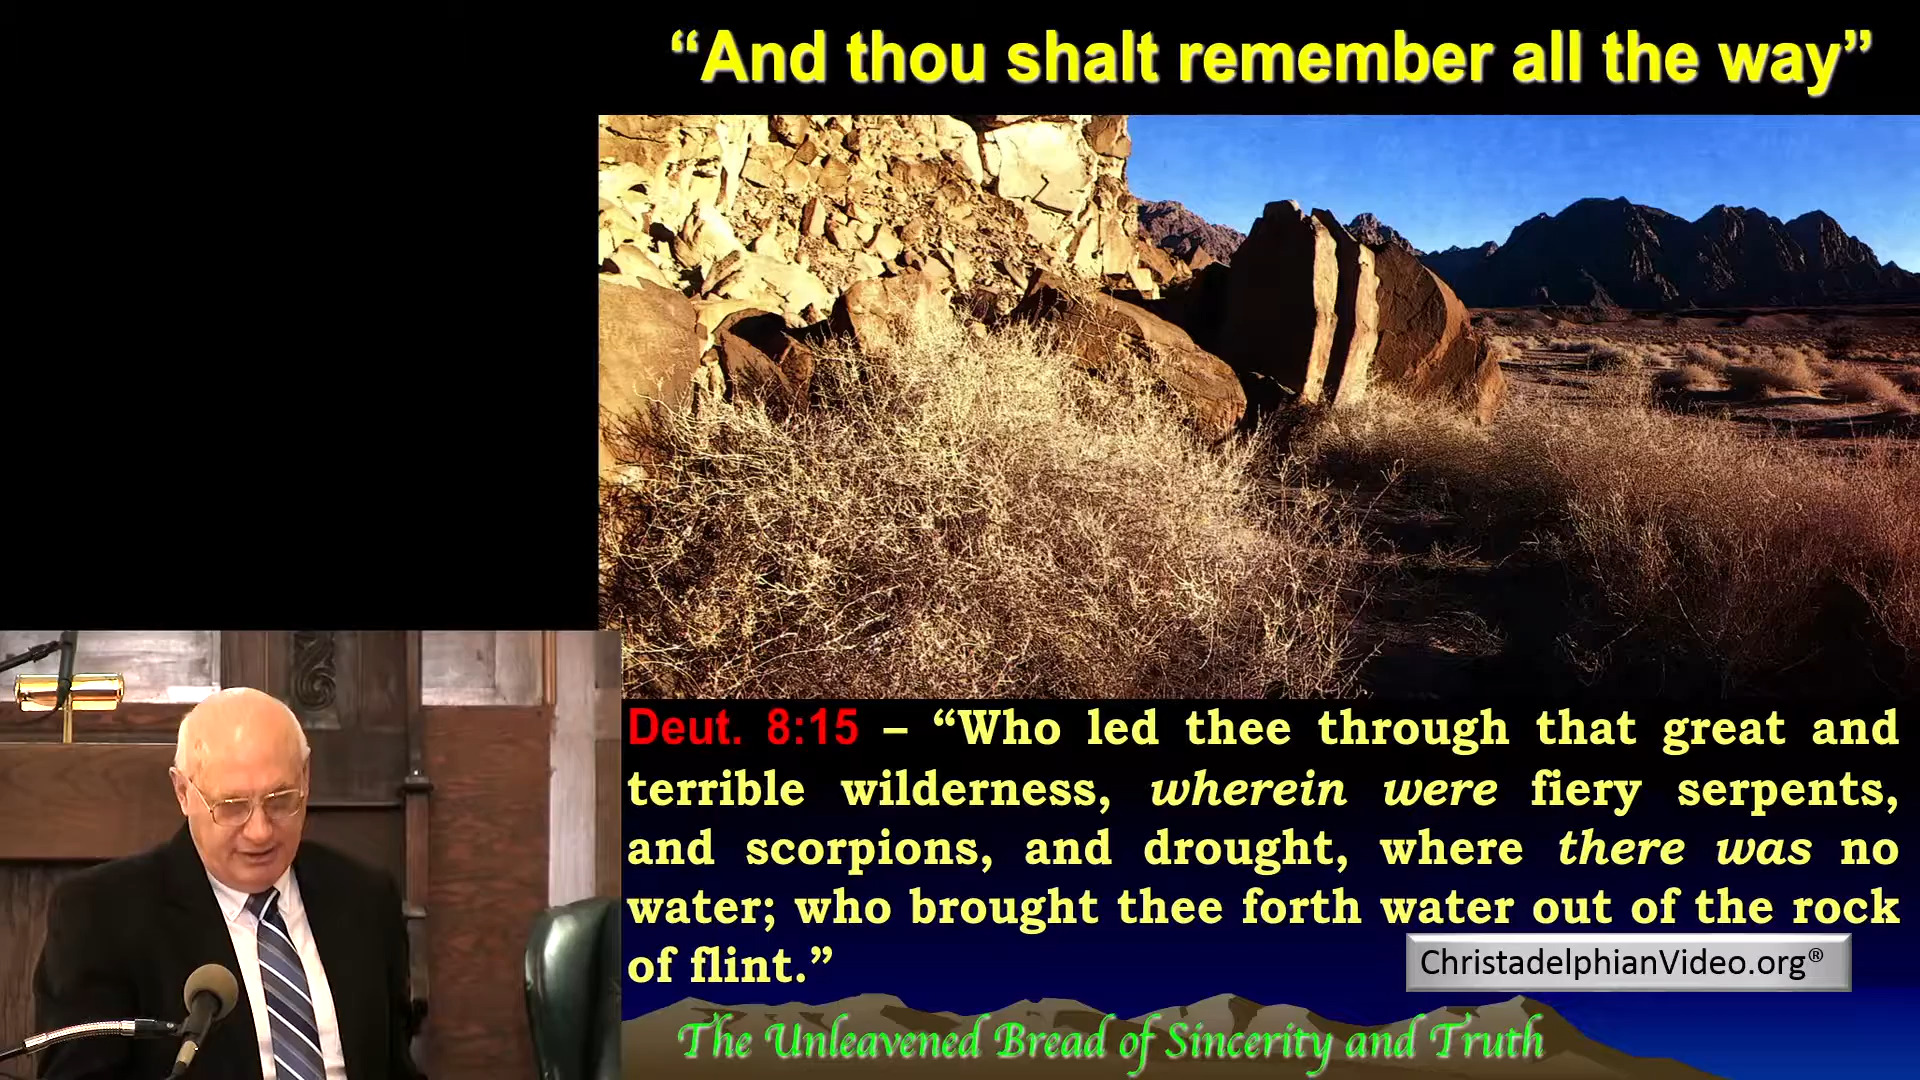 “And thou shalt remember all the way”
Deut. 8:15 – “Who led thee through that great and
terrible wilderness, wherein were fiery serpents,
and scorpions, and drought, where there was no
water; who brought thee forth water out of the rock
of flint.”
ChristadelphianVideo.org®
The Unleavened Bread of Sincerity and Truth